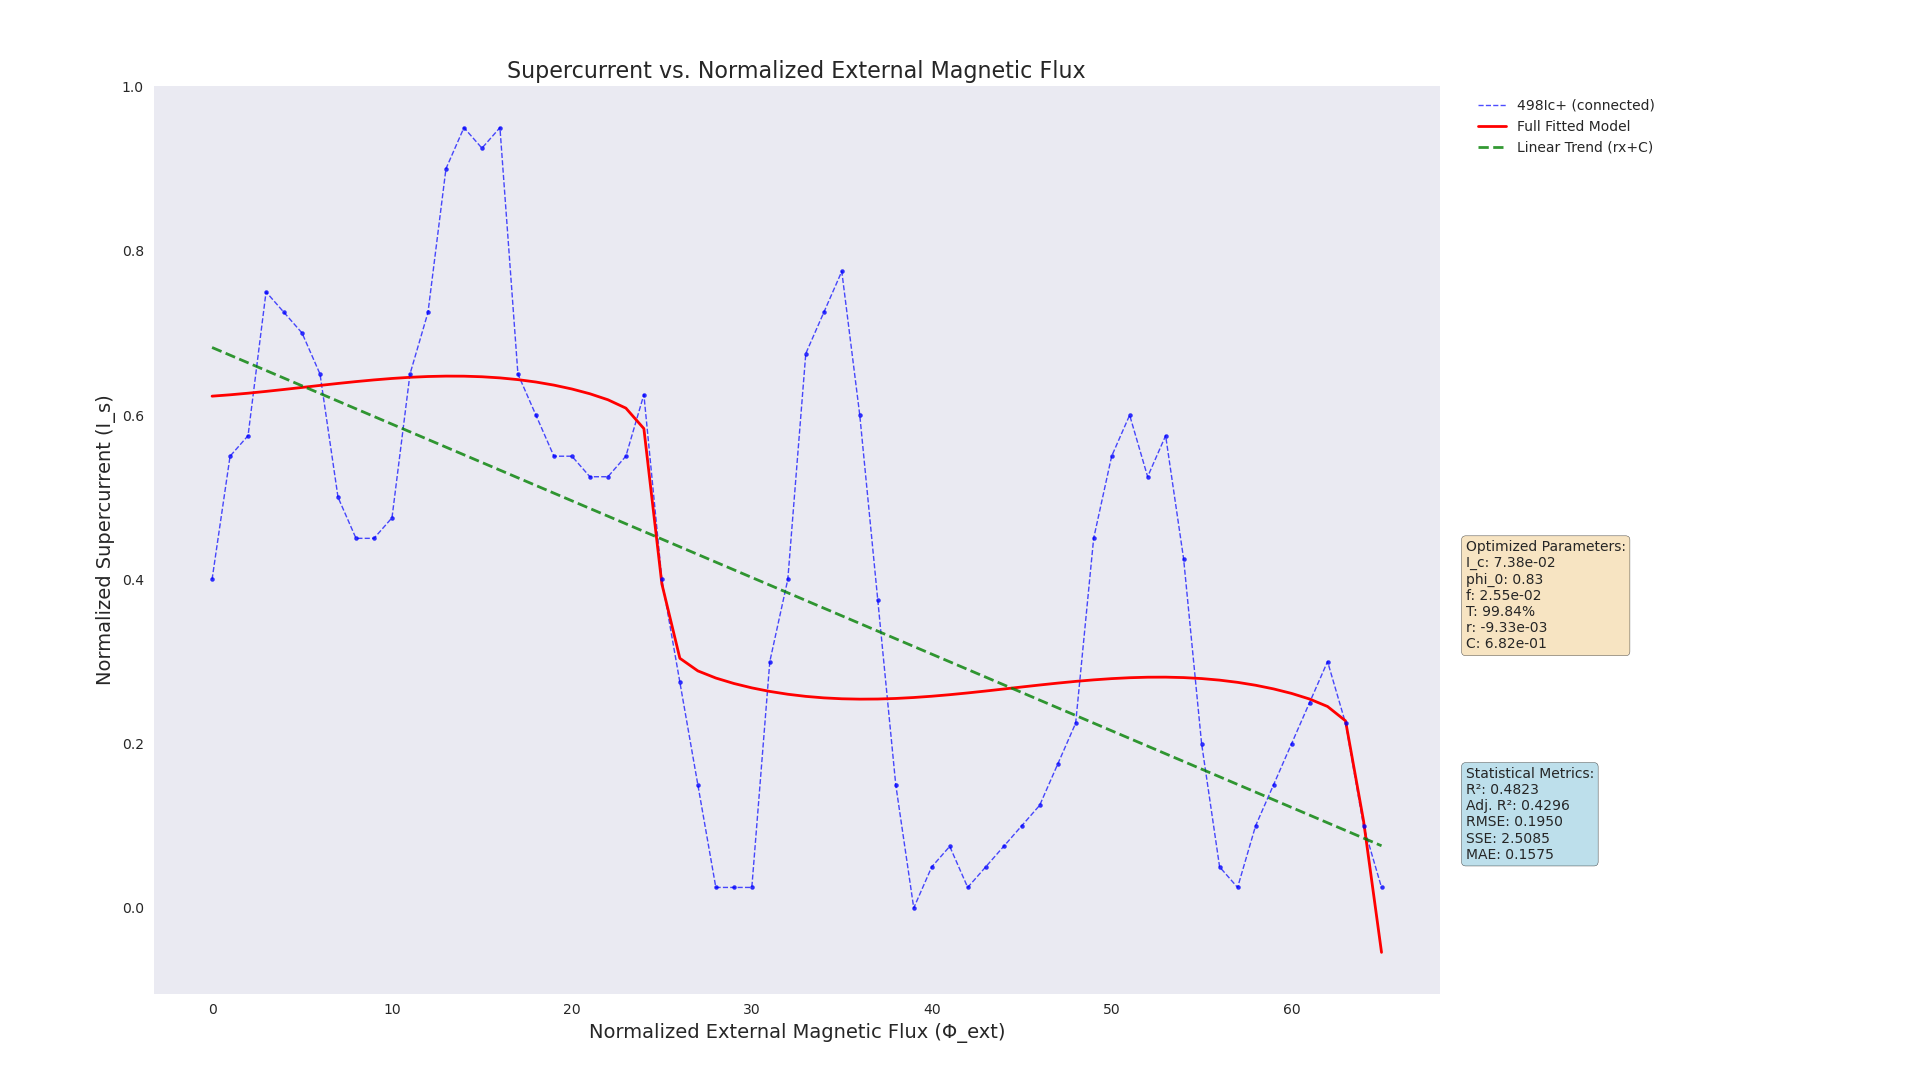 Supercurrent vs. Normalized External Magnetic Flux
1.0
0.8
0.6
0.4
0.2
0.0
Normalized Supercurrent (I_s)
0 10 20 30 40 50 60
Normalized External Magnetic Flux (Φ_ext)
498Ic+ (connected)
Full Fitted Model
Linear Trend (rx+C)
Optimized Parameters:
I_c: 7.38e-02
phi_0: 0.83
f: 2.55e-02
T: 99.84%
r: -9.33e-03
C: 6.82e-01
Statistical Metrics:
R²: 0.4823
Adj. R²: 0.4296
RMSE: 0.1950
SSE: 2.5085
MAE: 0.1575